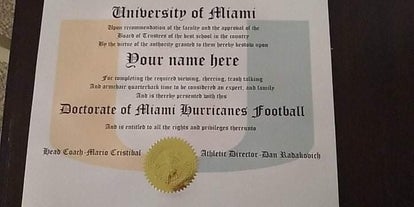 University of Miami
Upon recommendation of the faculty and the approval of the
Board of Trustees of the best school in the country
By the virtue of the authority granted to them hereby bestow upon
Your name here
For completing the required viewing, cheering, trash talking
And armchair quarterback time to be considered an expert, and family
And is hereby presented with this
Doctorate of Miami Hurricanes Football
And is entitled to all the rights and privileges thereunto
Head Coach-Mario Cristibal Athletic Director-Dan Radakovich